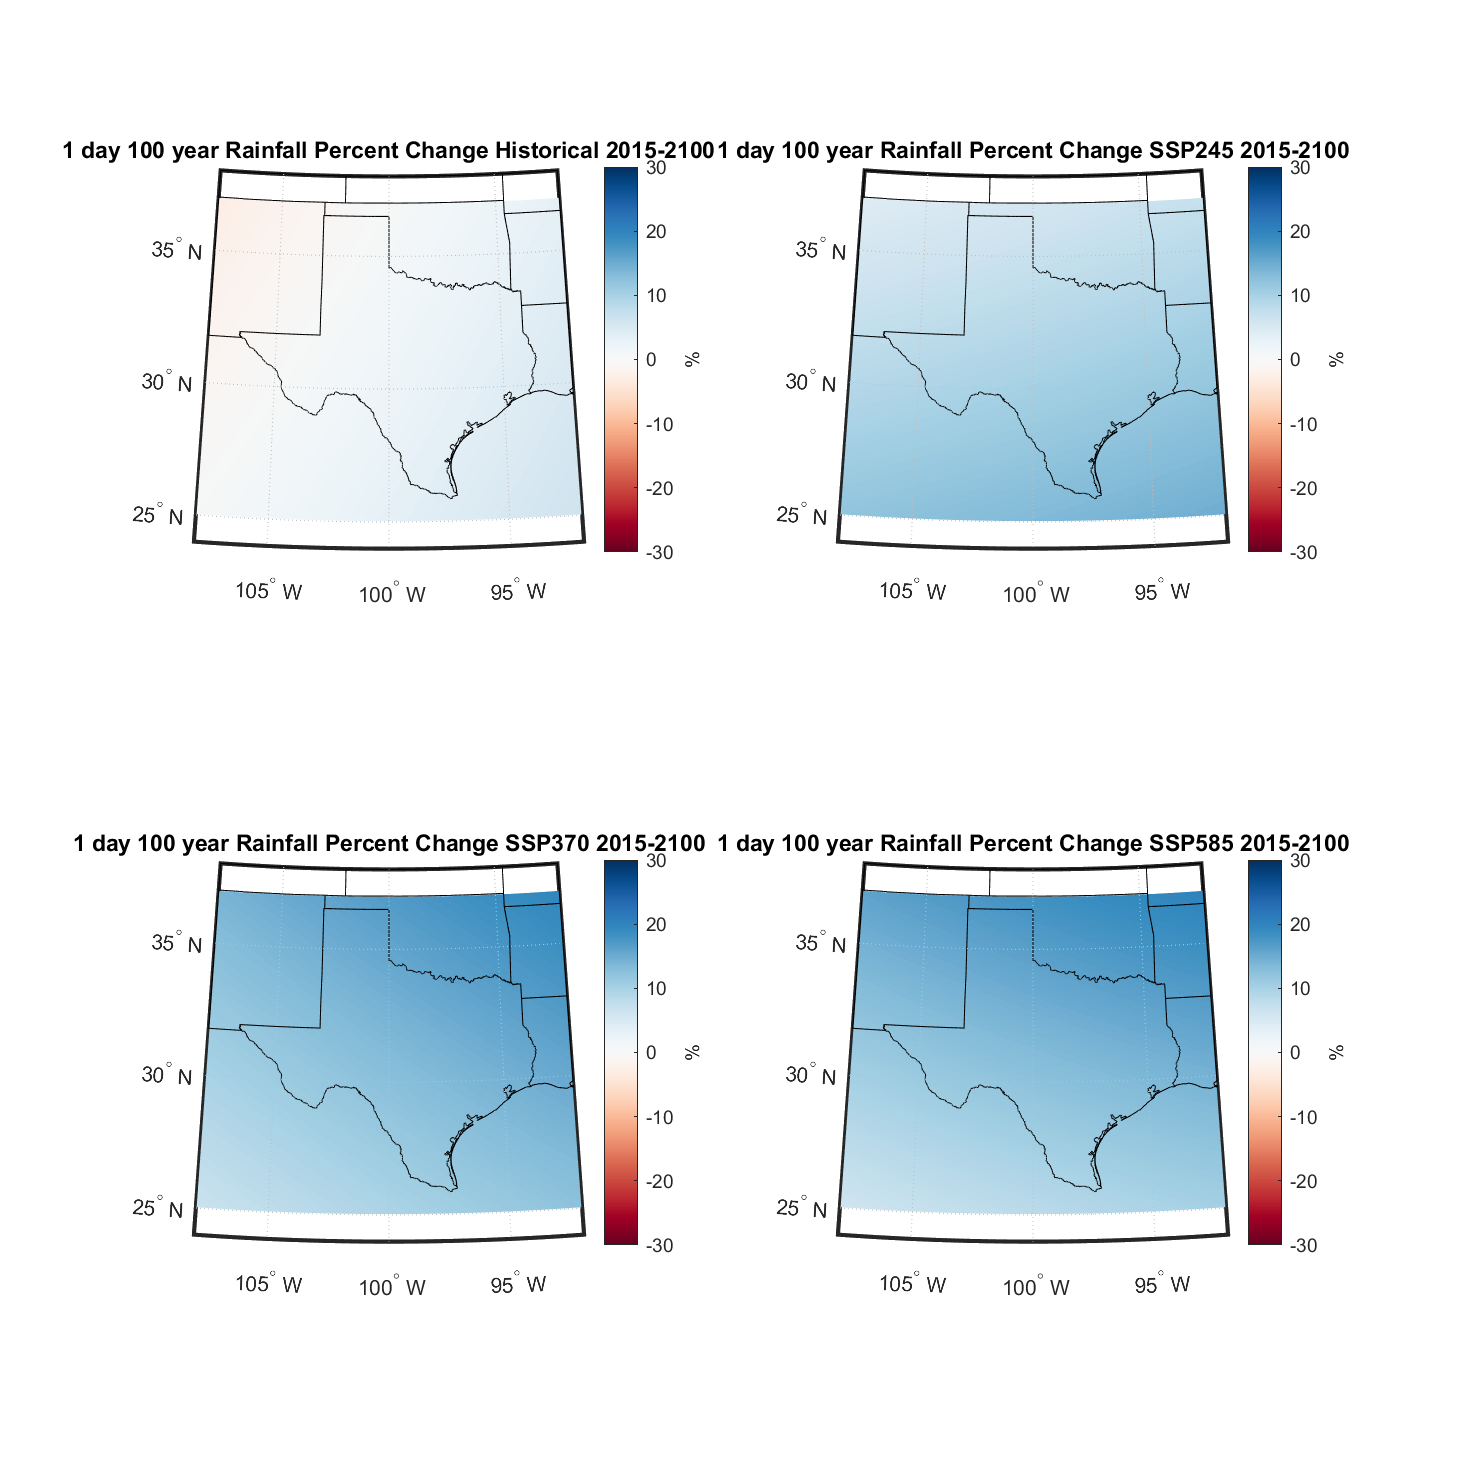 1 day 100 year Rainfall Percent Change Historical 2015-2100
30
20
10
0
-10
-20
-30
%
35° N
30° N
25° N
105° W
100° W
95° W
1 day 100 year Rainfall Percent Change SSP245 2015-2100
30
20
10
0
-10
-20
-30
%
35° N
30° N
25° N
105° W
100° W
95° W
1 day 100 year Rainfall Percent Change SSP370 2015-2100
30
20
10
0
-10
-20
-30
%
35° N
30° N
25° N
105° W
100° W
95° W
1 day 100 year Rainfall Percent Change SSP585 2015-2100
30
20
10
0
-10
-20
-30
%
35° N
30° N
25° N
105° W
100° W
95° W